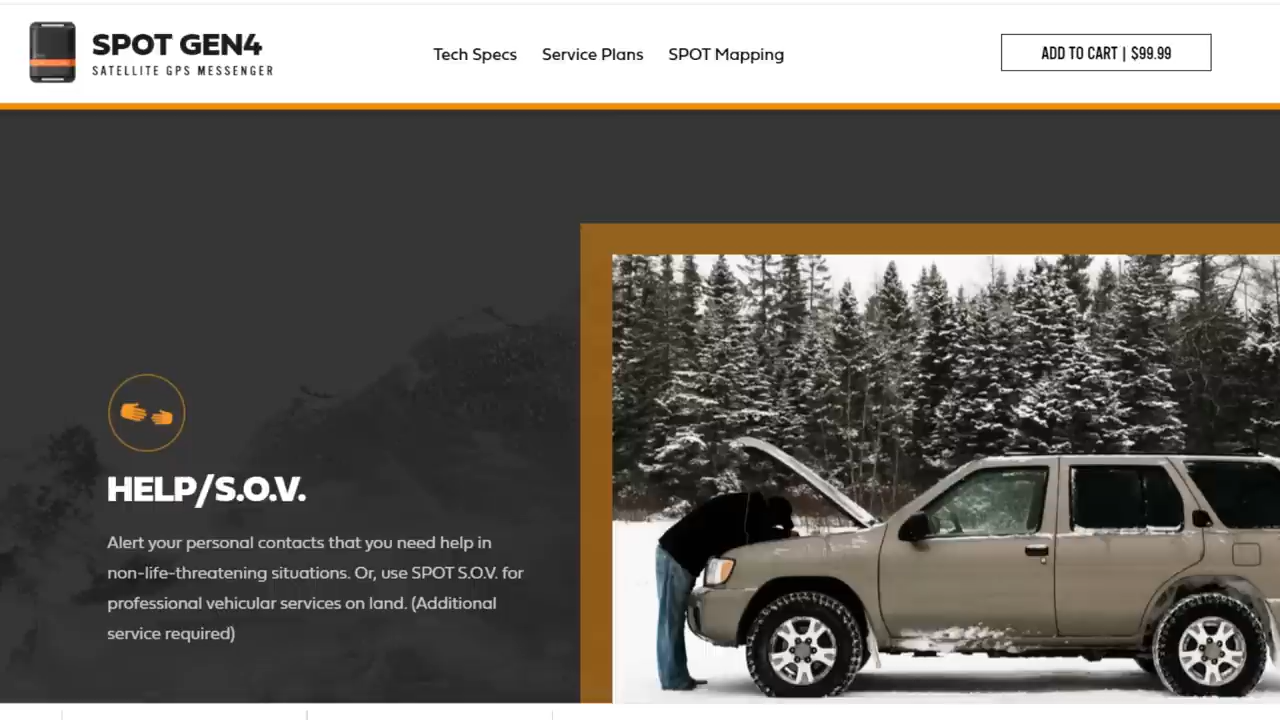 SPOT GEN4
SATELLITE GPS MESSENGER
Tech Specs
Service Plans
SPOT Mapping
ADD TO CART | $99.99
HELP/S.O.V.
Alert your personal contacts that you need help in
non-life-threatening situations. Or, use SPOT S.O.V. for
professional vehicular services on land. (Additional
service required)